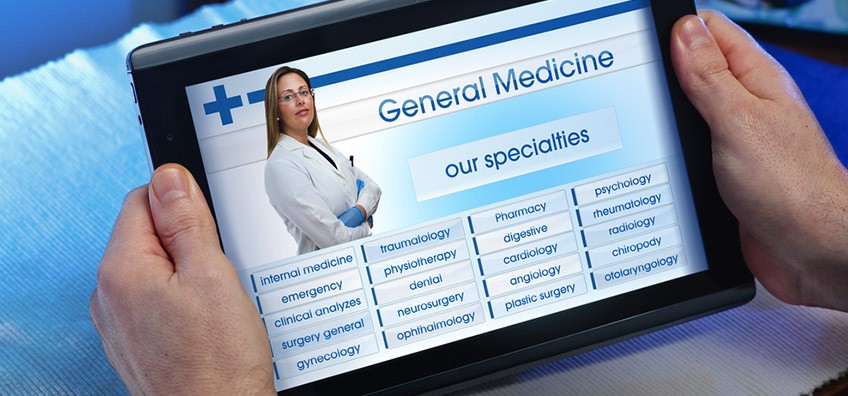 General Medicine
our specialties
internal medicine
emergency
clinical analyzes
surgery general
gynecology
traumatology
physiotherapy
dental
neurosurgery
ophthalmology
Pharmacy
digestive
cardiology
angiology
plastic surgery
psychology
rheumatology
radiology
chiropody
otolaryngology